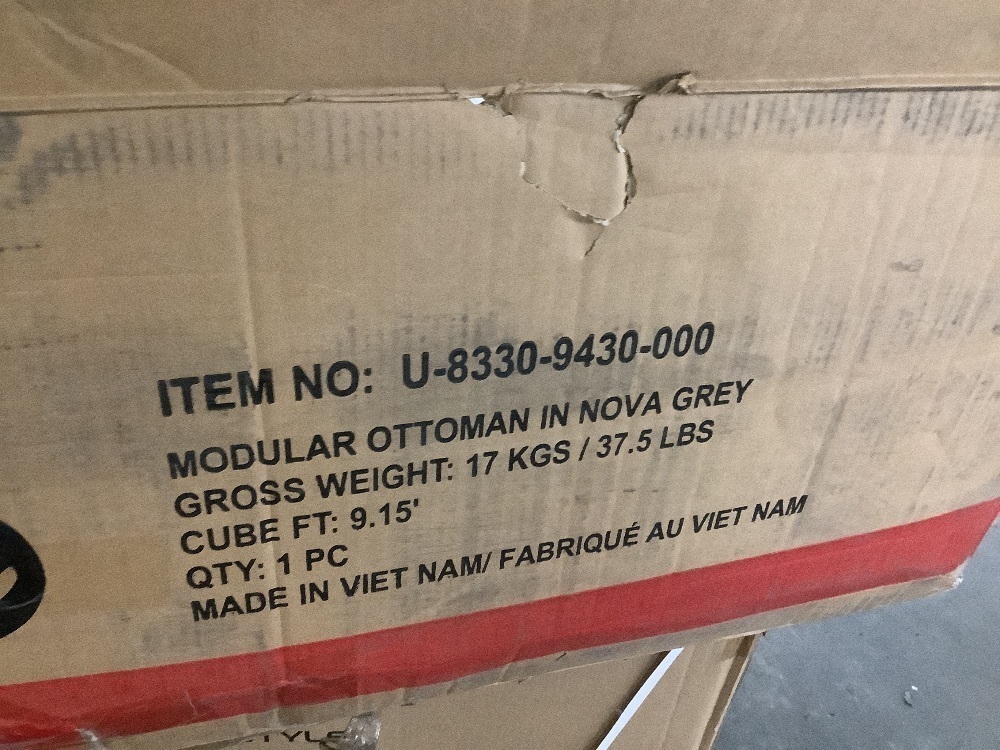 ITEM NO: U-8330-9430-000
MODULAR OTTOMAN IN NOVA GREY
GROSS WEIGHT: 17 KGS / 37.5 LBS
CUBE FT: 9.15'
QTY: 1 PC
MADE IN VIET NAM/ FABRIQUÉ AU VIET NAM